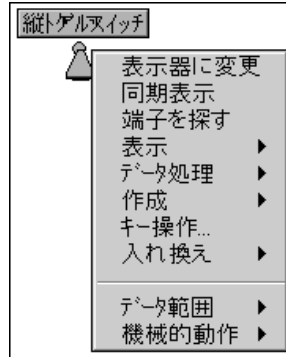 縦ﾄｸﾞﾙｽｲｯﾁ
表示器に変更
同期表示
端子を探す
表示
ﾃﾞｰﾀ処理
作成
キー操作...
入れ換え
ﾃﾞｰﾀ範囲
機械的動作